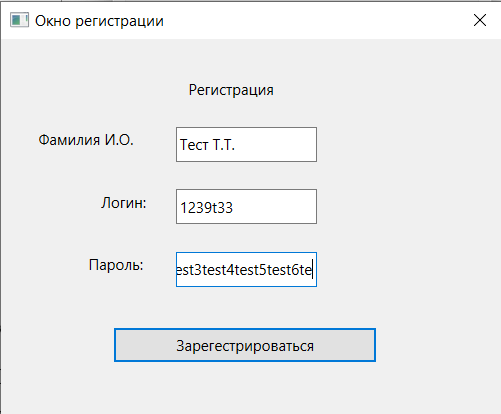 Окно регистрации
Регистрация
Фамилия И.О.
Тест Т.Т.
Логин:
1239t33
Пароль:
est3test4test5test6te
Зарегестрироваться